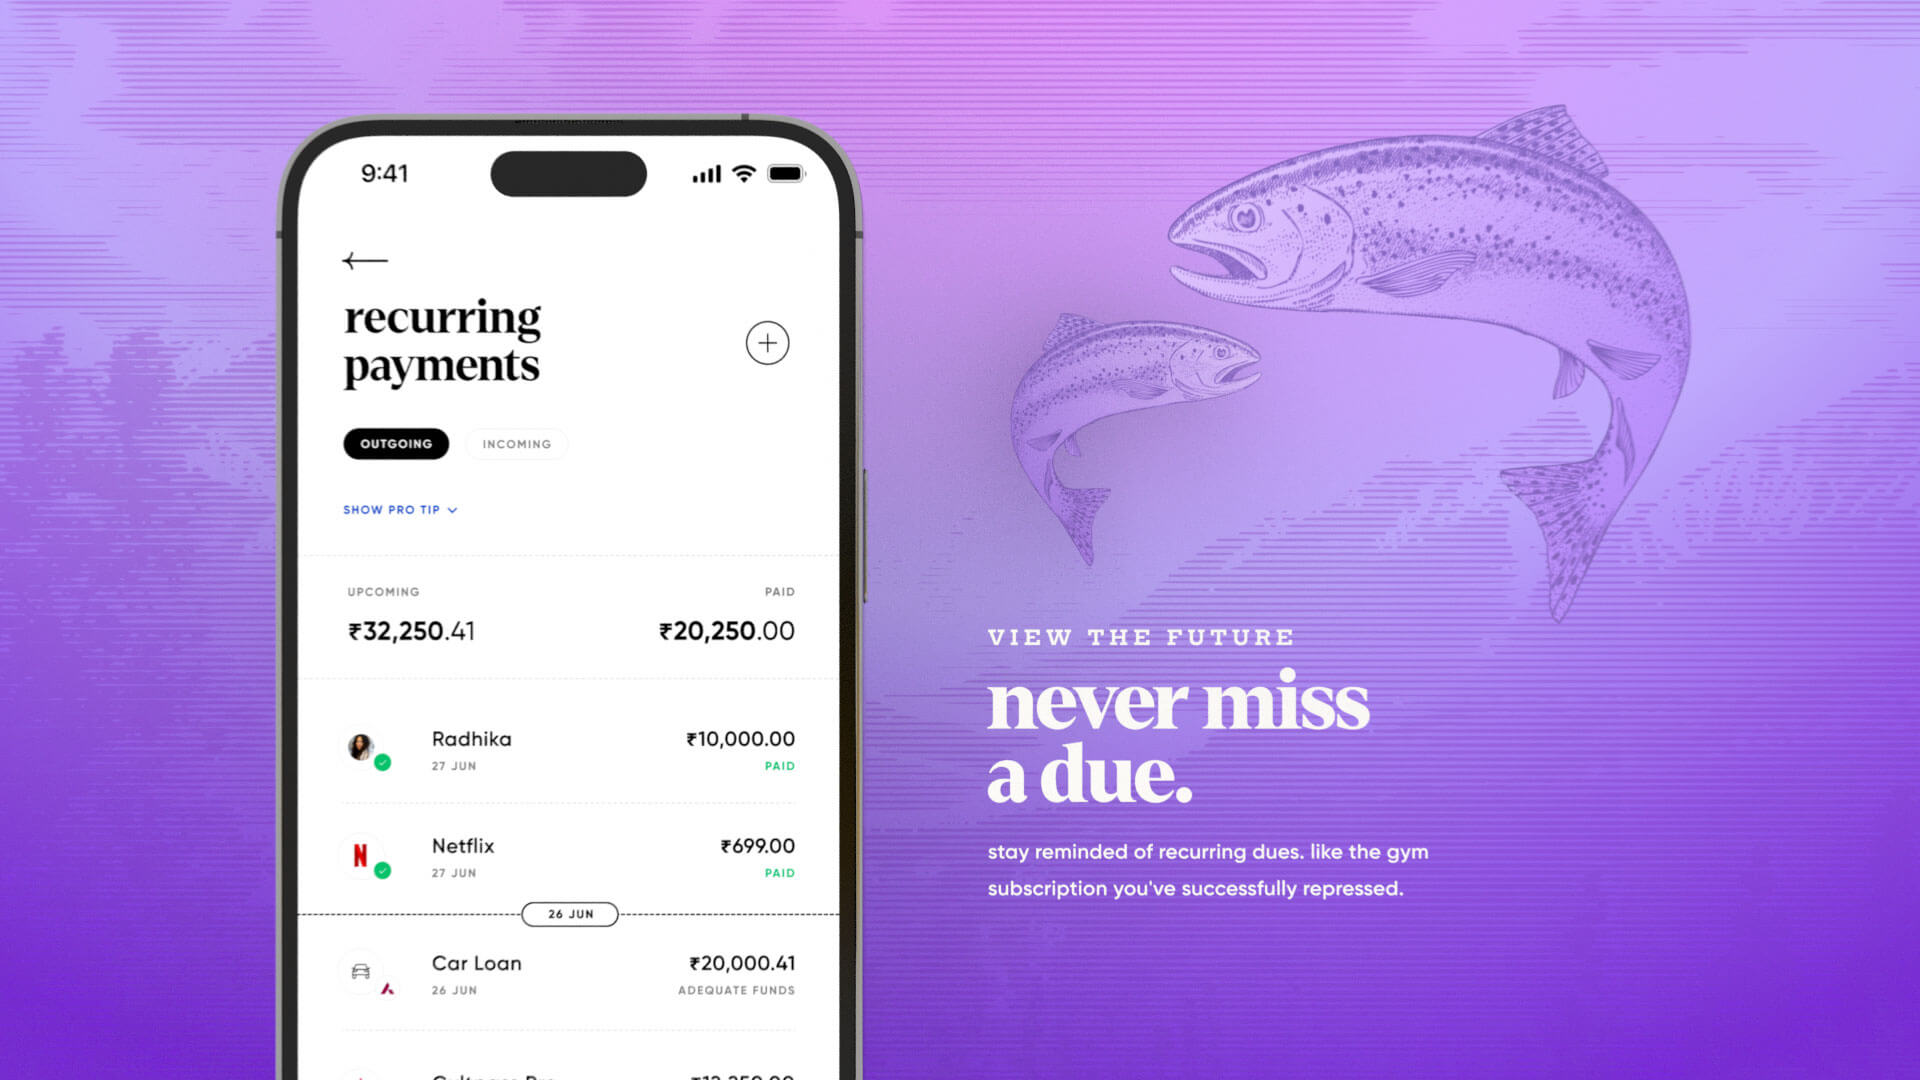 9:41
recurring
payments
OUTGOING
INCOMING
SHOW PRO TIP
UPCOMING
PAID
₹32,250.41
₹20,250.00
Radhika
₹10,000.00
27 JUN
PAID
N
Netflix
₹699.00
27 JUN
PAID
26 JUN
Car Loan
₹20,000.41
26 JUN
ADEQUATE FUNDS
VIEW THE FUTURE
never miss
a due.
stay reminded of recurring dues. like the gym
subscription you've successfully repressed.